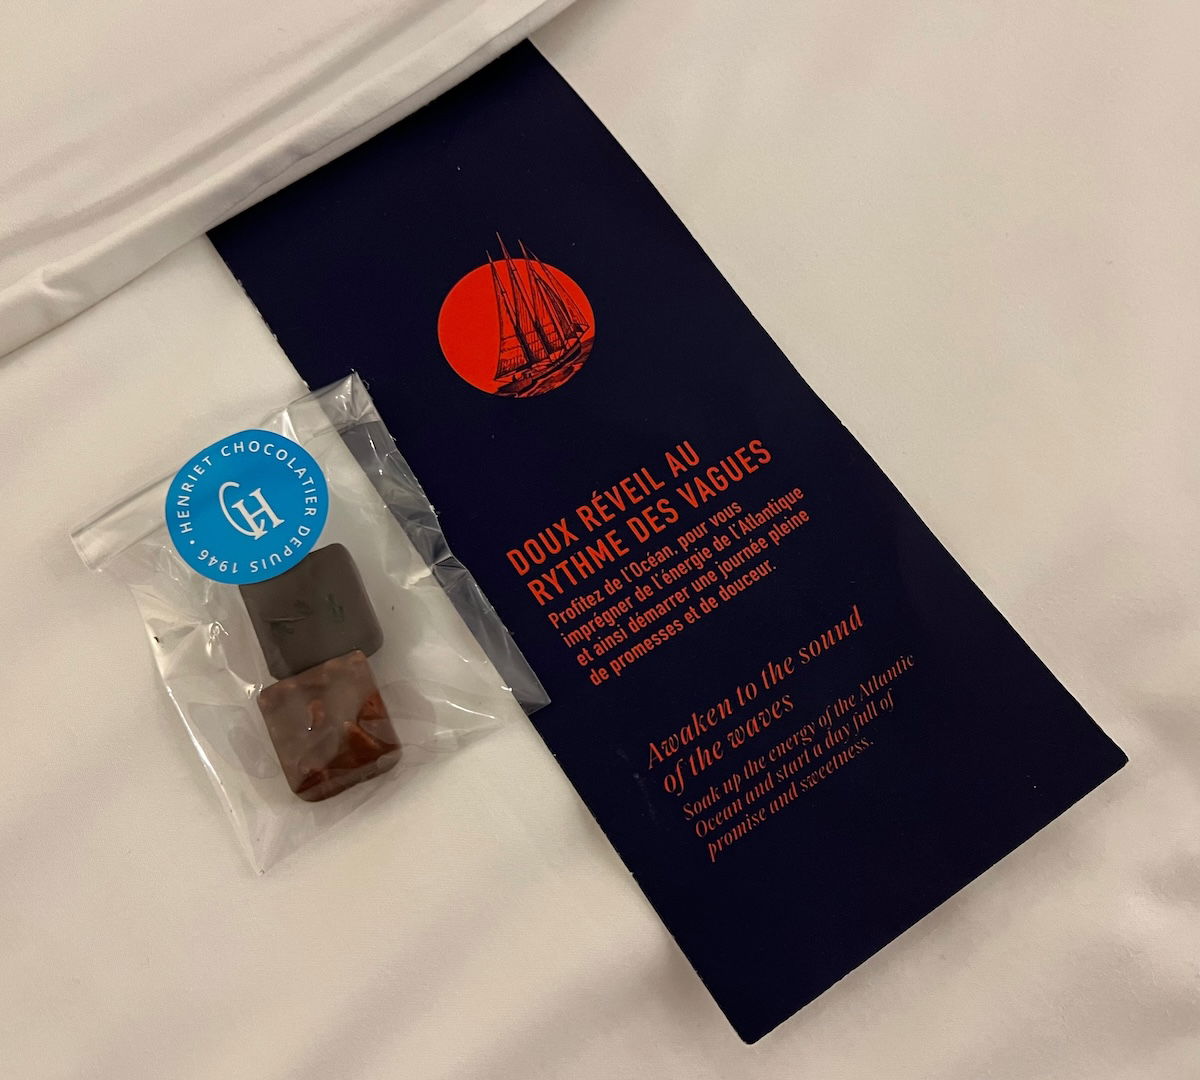 HENRIET CHOCOLATIER DEPUIS 1946 •
CH
DOUX RÉVEIL AU
RYTHME DES VAGUES
Profitez de l'Océan, pour vous
imprégner de l'énergie de l'Atlantique
et ainsi démarrer une journée pleine
de promesses et de douceur.
Awaken to the sound
of the waves
Soak up the energy of the Atlantic
Ocean and start a day full of
promise and sweetness.